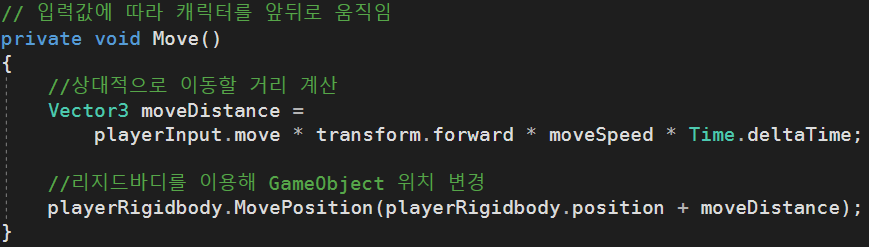 // 입력값에 따라 캐릭터를 앞뒤로 움직임
private void Move()
{
//상대적으로 이동할 거리 계산
Vector3 moveDistance =
playerInput.move * transform.forward * moveSpeed * Time.deltaTime;
//리지드바디를 이용해 GameObject 위치 변경
playerRigidbody.MovePosition(playerRigidbody.position + moveDistance);
}